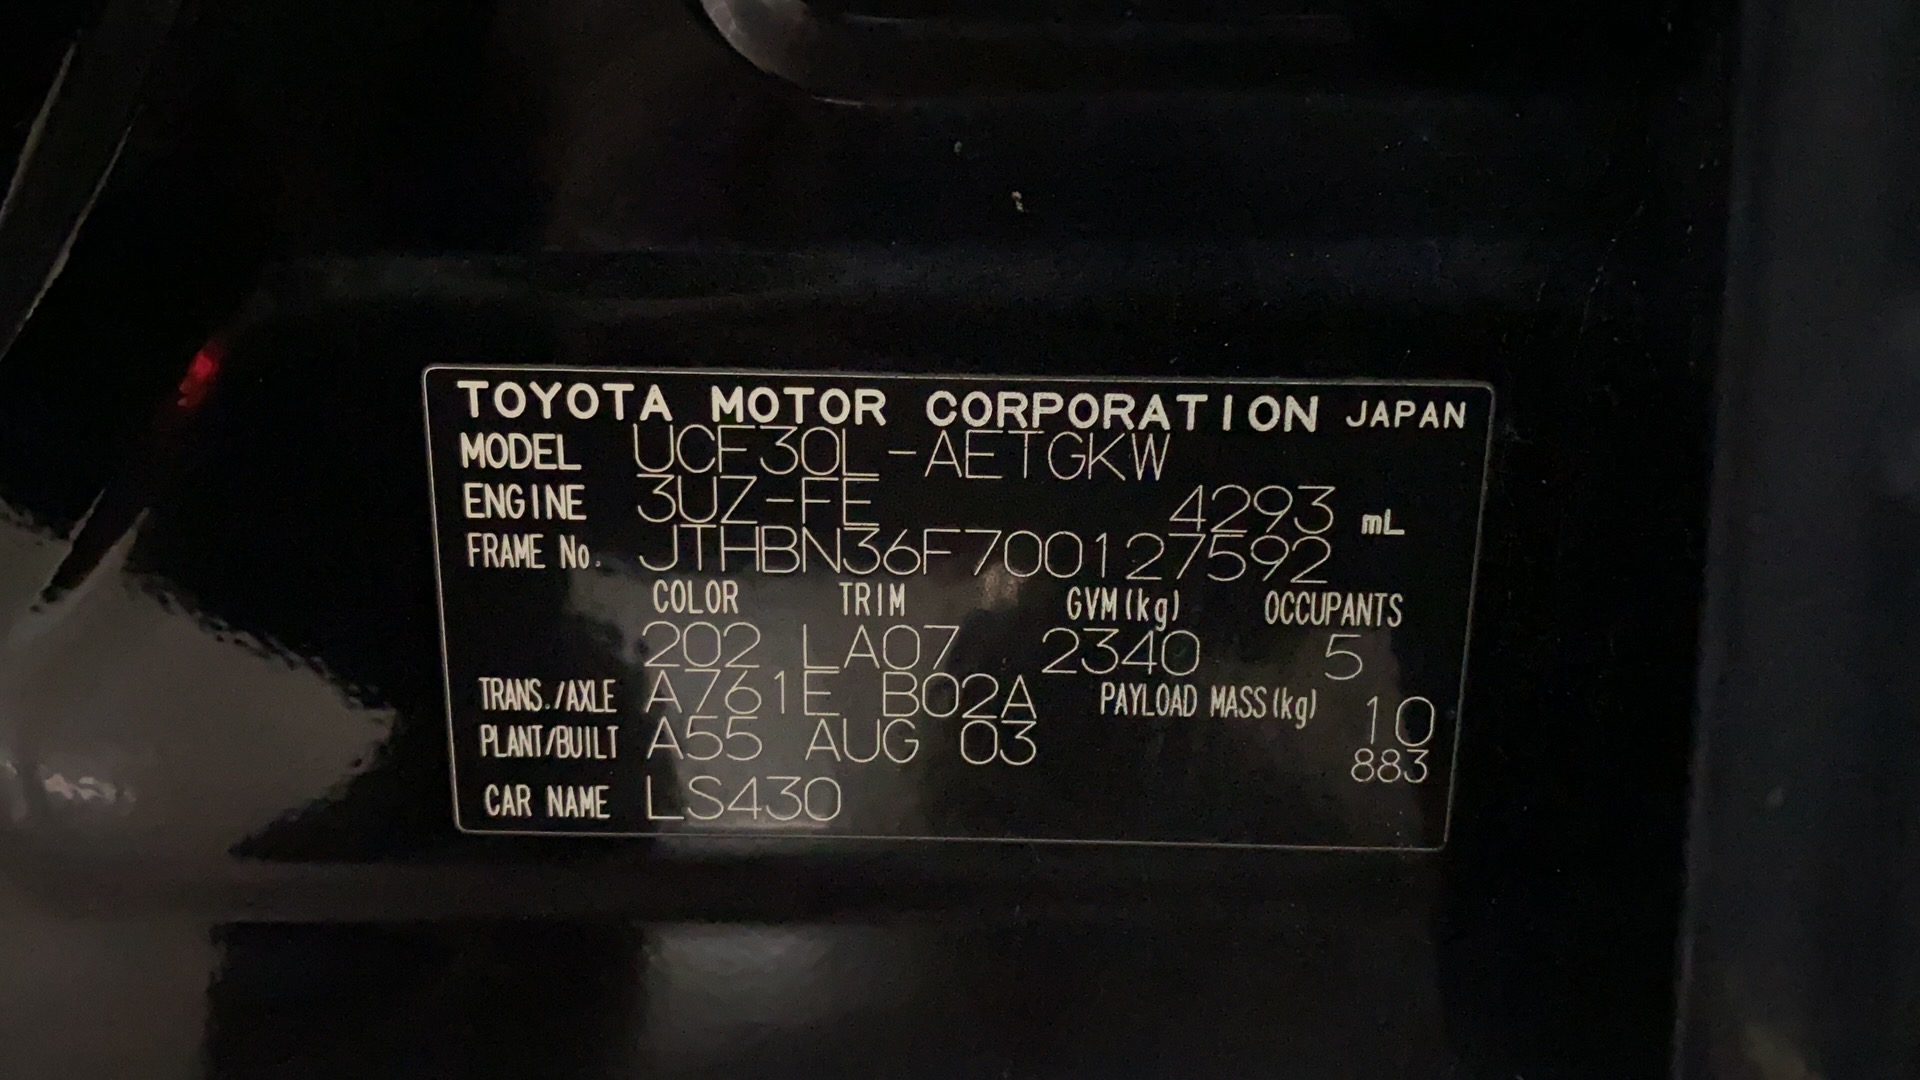 TOYOTA MOTOR CORPORATION JAPAN
MODEL UCF30L-AETGKW
ENGINE 3UZ-FE 4293 mL
FRAME No. JTHBN36F700127592
COLOR TRIM GVM(kg) OCCUPANTS
202 LA07 2340 5
TRANS./AXLE A761E B02A PAYLOAD MASS(kg) 10
PLANT/BUILT A55 AUG 03 883
CAR NAME LS430